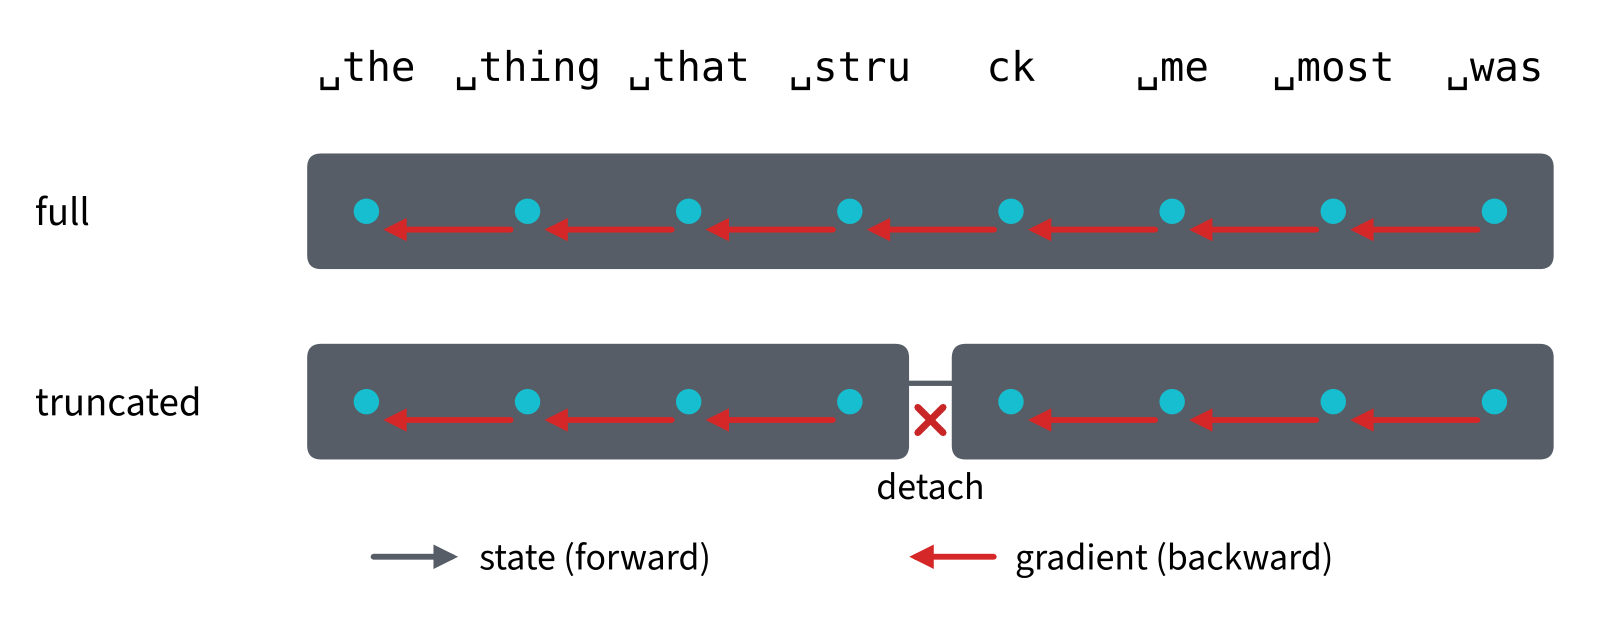 ␣the ␣thing ␣that ␣stru ck ␣me ␣most ␣was
full
truncated
detach
state (forward) gradient (backward)